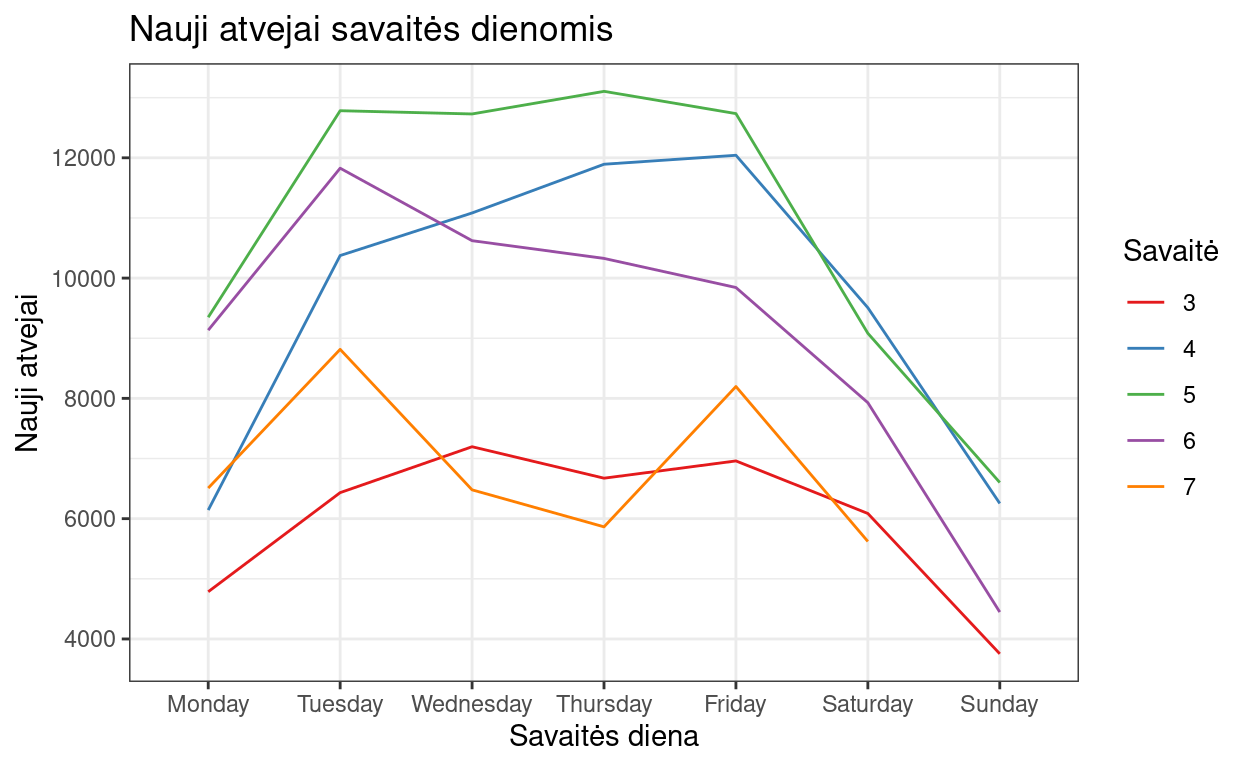 Nauji atvejai savaitės dienomis
Nauji atvejai
12000
10000
8000
6000
4000
Monday Tuesday Wednesday Thursday Friday Saturday Sunday
Savaitės diena
Savaitė
3
4
5
6
7